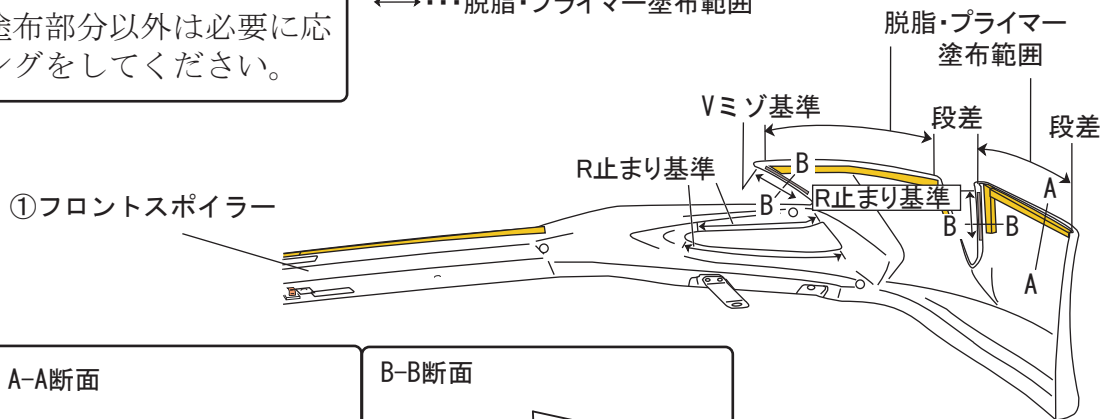 塗布部分以外は必要に応
ングをしてください。
⟷･･･脱脂・プライマー塗布範囲
脱脂・プライマー
塗布範囲
Vミゾ基準
段差
段差
R止まり基準
B
A
R止まり基準
B
B
B
①フロントスポイラー
A
A-A断面
B-B断面